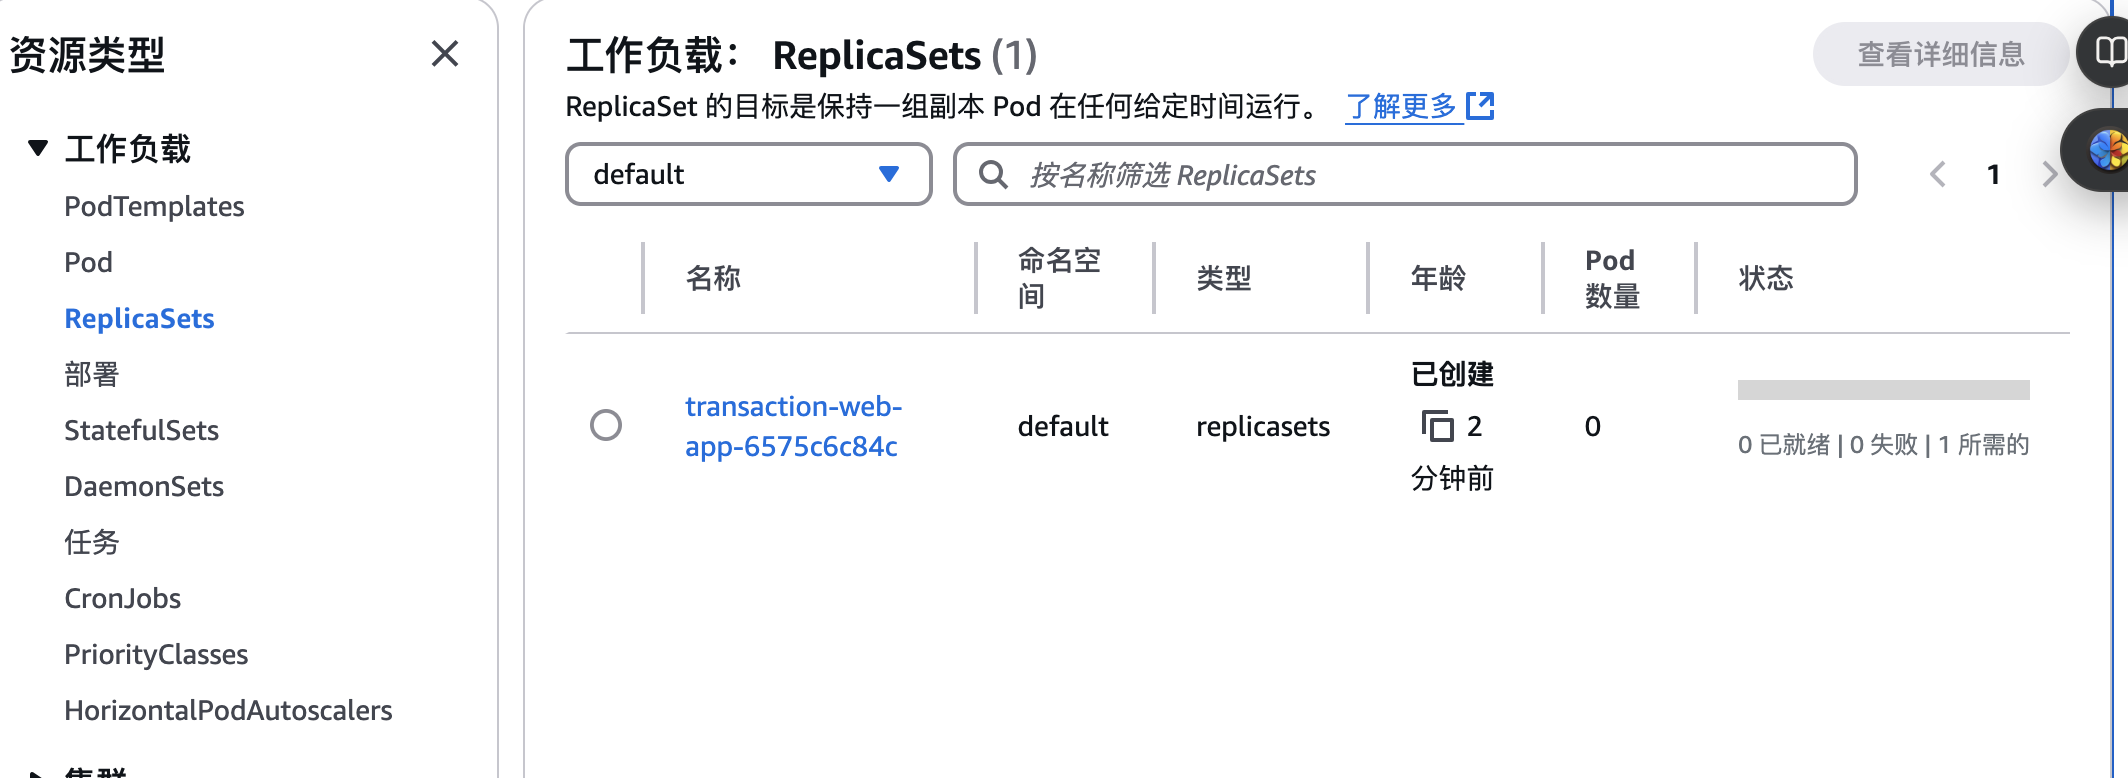 资源类型
工作负载
PodTemplates
Pod
ReplicaSets
部署
StatefulSets
DaemonSets
任务
CronJobs
PriorityClasses
HorizontalPodAutoscalers
集群
工作负载： ReplicaSets (1)
查看详细信息
ReplicaSet 的目标是保持一组副本 Pod 在任何给定时间运行。 了解更多
default
按名称筛选 ReplicaSets
1
名称
命名空
间
类型
年龄
Pod
数量
状态
transaction-web-
app-6575c6c84c
default
replicasets
已创建
2
分钟前
0
0 已就绪 | 0 失败 | 1 所需的